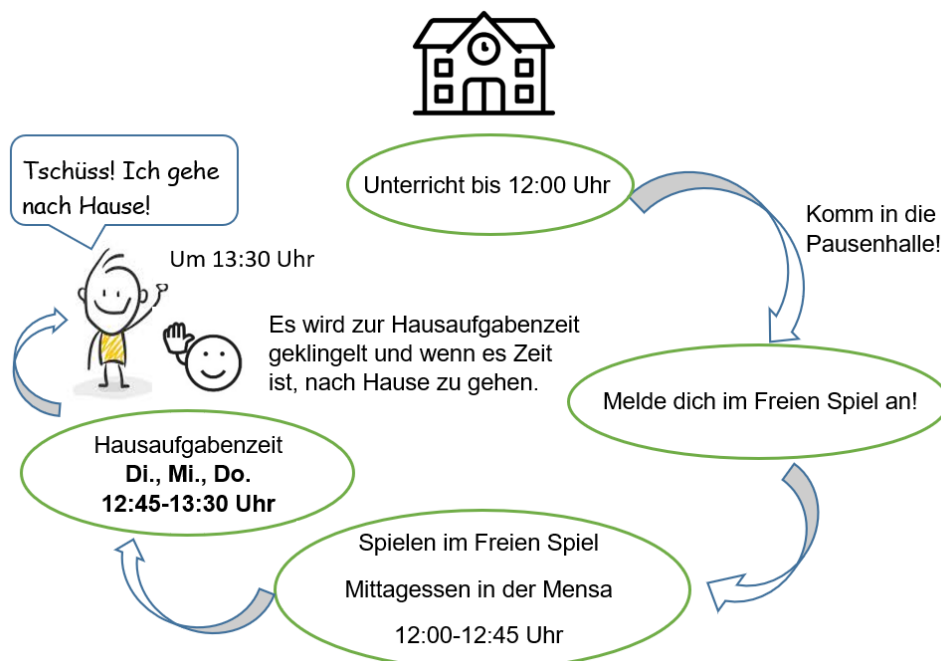 Unterricht bis 12:00 Uhr
Komm in die
Pausenhalle!
Melde dich im Freien Spiel an!
Spielen im Freien Spiel
Mittagessen in der Mensa
12:00-12:45 Uhr
Hausaufgabenzeit
Di., Mi., Do.
12:45-13:30 Uhr
Es wird zur Hausaufgabenzeit
geklingelt und wenn es Zeit
ist, nach Hause zu gehen.
Um 13:30 Uhr
Tschüss! Ich gehe
nach Hause!